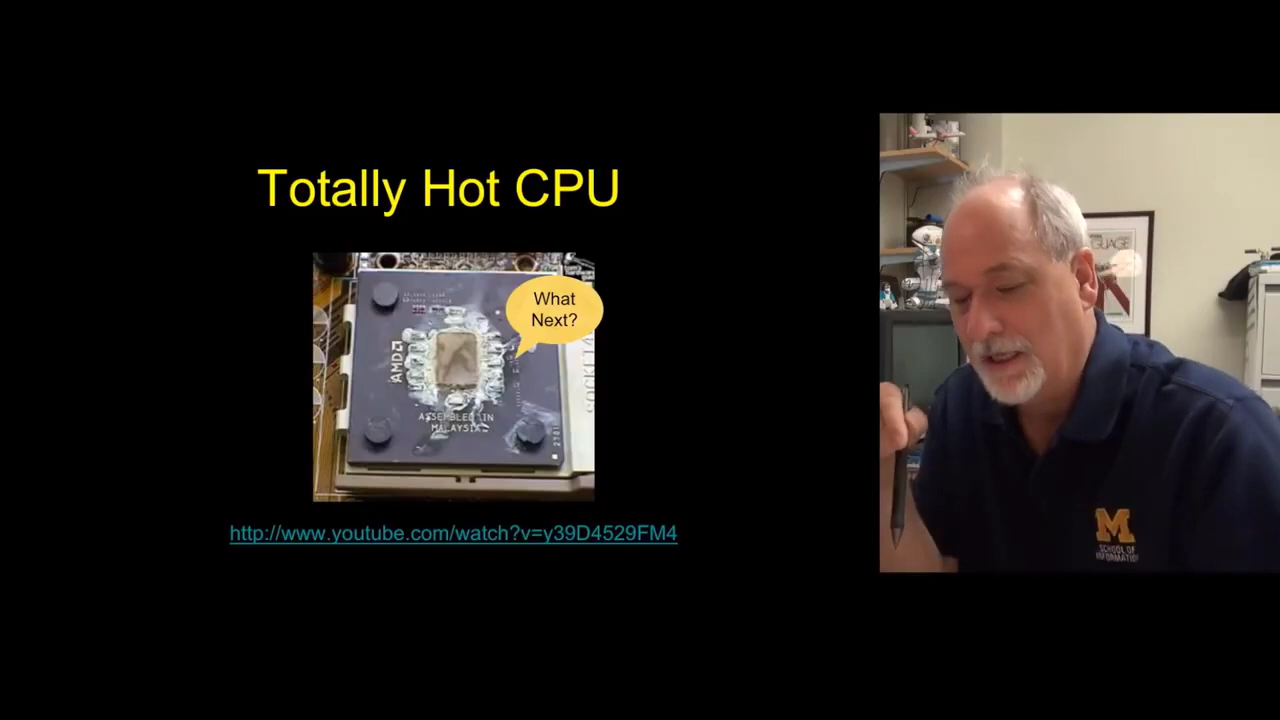 Totally Hot CPU
What
Next?
AMD
ASSEMBLED IN
MALAYSIA
http://www.youtube.com/watch?v=y39D4529FM4
M
SCHOOL OF
INFORMATION